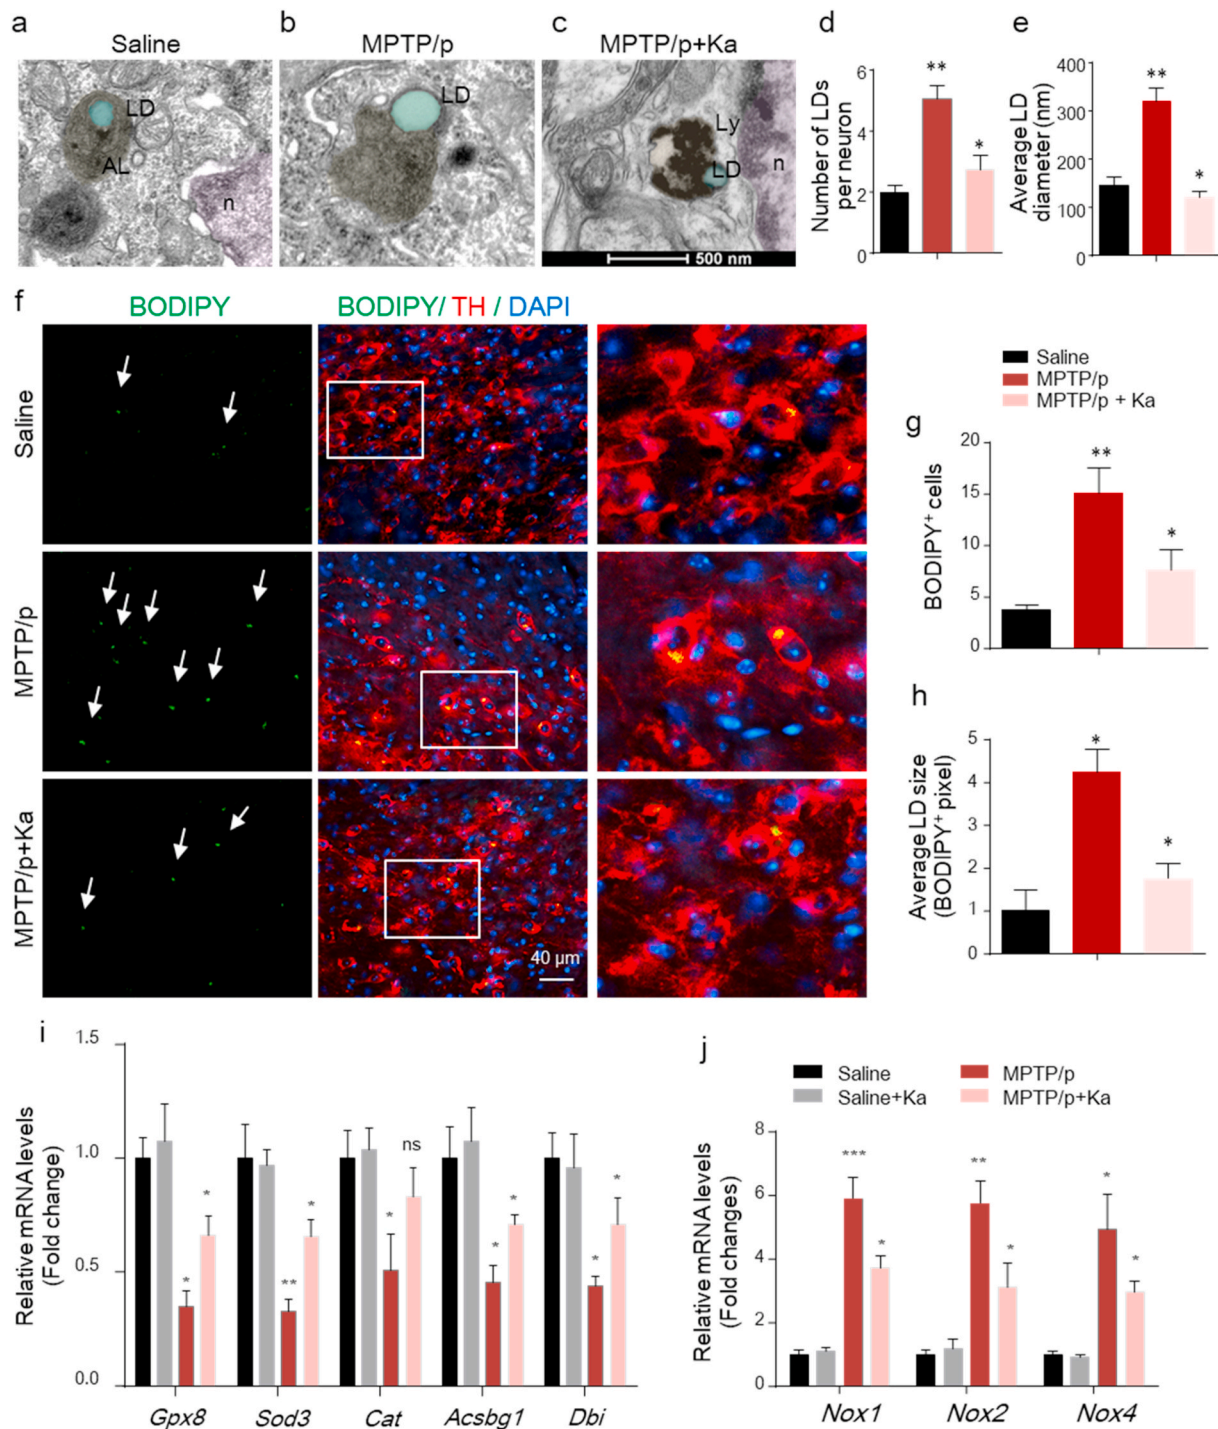 a
Saline
LD
AL
n
b
MPTP/p
LD
c
MPTP/p+Ka
Ly
LD
n
500 nm
d
Number of LDs
per neuron
6
4
2
0
**
*
e
Average LD
diameter (nm)
400
300
200
100
0
**
*
f
BODIPY
BODIPY/ TH / DAPI
Saline
MPTP/p
MPTP/p+Ka
40 µm
Saline
MPTP/p
MPTP/p + Ka
g
BODIPY+ cells
20
15
10
5
0
**
*
h
Average LD size
(BODIPY+ pixel)
5
4
3
2
1
0
*
*
i
Relative mRNA levels
(Fold change)
1.5
1.0
0.5
0.0
Saline
Saline+Ka
MPTP/p
MPTP/p+Ka
* *
** *
* ns
* *
* *
Gpx8 Sod3 Cat Acsbg1 Dbi
j
Relative mRNA levels
(Fold changes)
8
6
4
2
0
*** *
** *
* *
Nox1 Nox2 Nox4